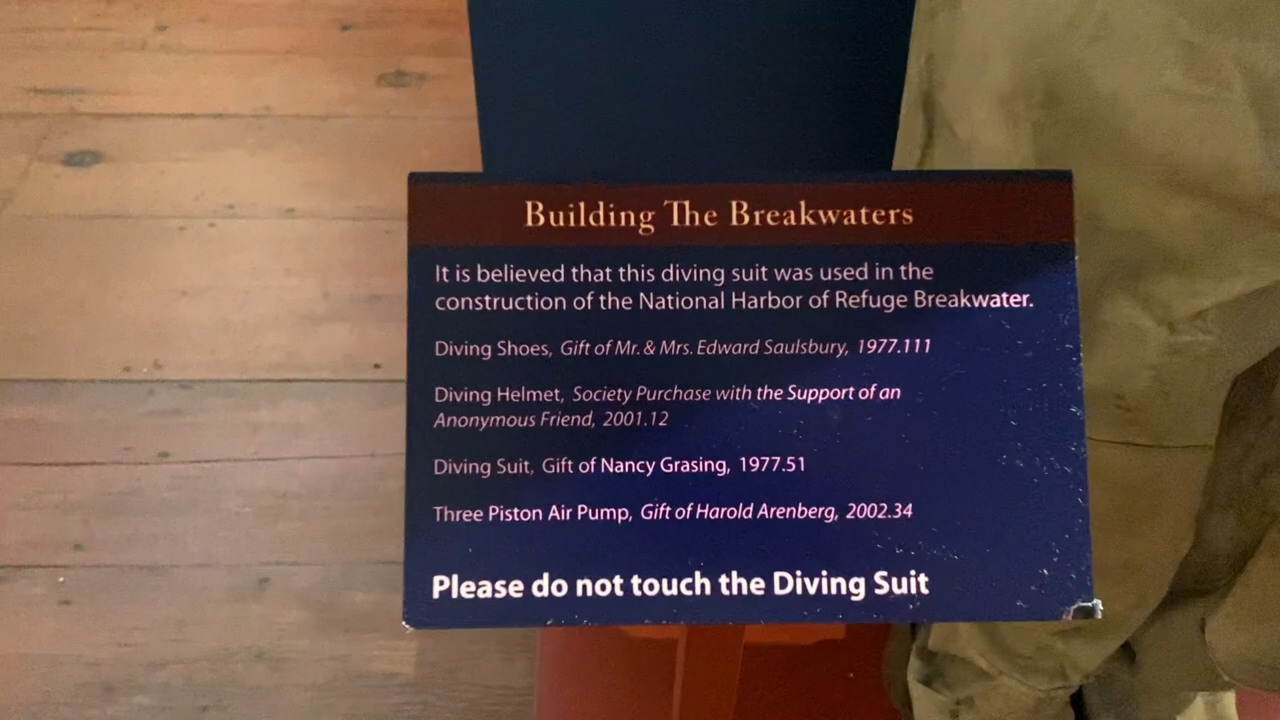 Building The Breakwaters
It is believed that this diving suit was used in the
construction of the National Harbor of Refuge Breakwater.
Diving Shoes, Gift of Mr. & Mrs. Edward Saulsbury, 1977.111
Diving Helmet, Society Purchase with the Support of an
Anonymous Friend, 2001.12
Diving Suit, Gift of Nancy Grasing, 1977.51
Three Piston Air Pump, Gift of Harold Arenberg, 2002.34
Please do not touch the Diving Suit